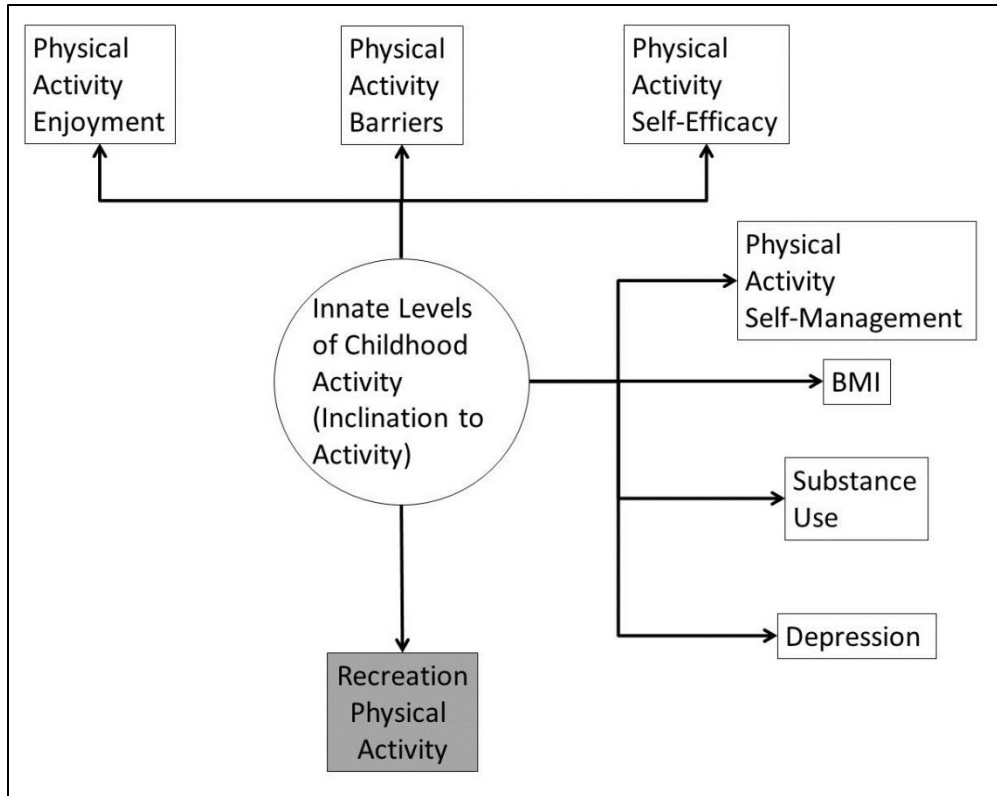 Physical
Activity
Enjoyment
Physical
Activity
Barriers
Physical
Activity
Self-Efficacy
Physical
Activity
Self-Management
Innate Levels
of Childhood
Activity
(Inclination to
Activity)
BMI
Substance
Use
Depression
Recreation
Physical
Activity